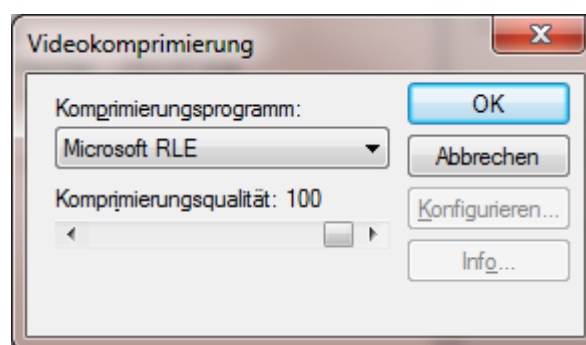 Videokomprimierung
Komprimierungsprogramm:
Microsoft RLE
Komprimierungsqualität: 100
OK
Abbrechen
Konfigurieren...
Info...